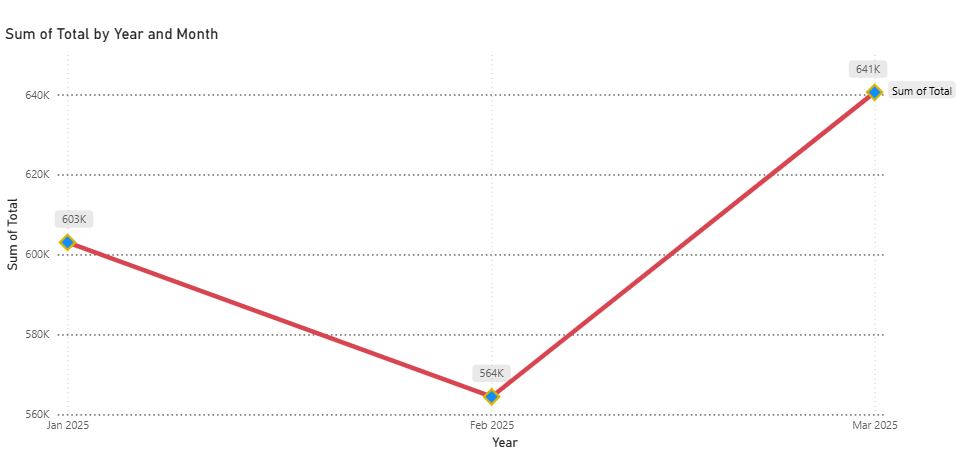 Sum of Total by Year and Month
641K
640K
Sum of Total
620K
603K
600K
580K
564K
560K
Jan 2025
Feb 2025
Mar 2025
Year
Sum of Total